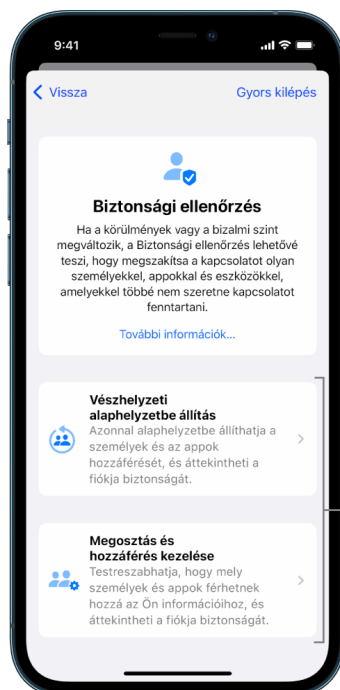 9:41
Vissza
Gyors kilépés
Biztonsági ellenőrzés
Ha a körülmények vagy a bizalmi szint
megváltozik, a Biztonsági ellenőrzés lehetővé
teszi, hogy megszakítsa a kapcsolatot olyan
személyekkel, appokkal és eszközökkel,
amelyekkel többé nem szeretne kapcsolatot
fenntartani.
További információk...
Vészhelyzeti
alaphelyzetbe állítás
Azonnal alaphelyzetbe állíthatja a
személyek és az appok
hozzáférését, és áttekintheti a
fiókja biztonságát.
Megosztás és
hozzáférés kezelése
Testreszabhatja, hogy mely
személyek és appok férhetnek
hozzá az Ön információihoz, és
áttekintheti a fiókja biztonságát.